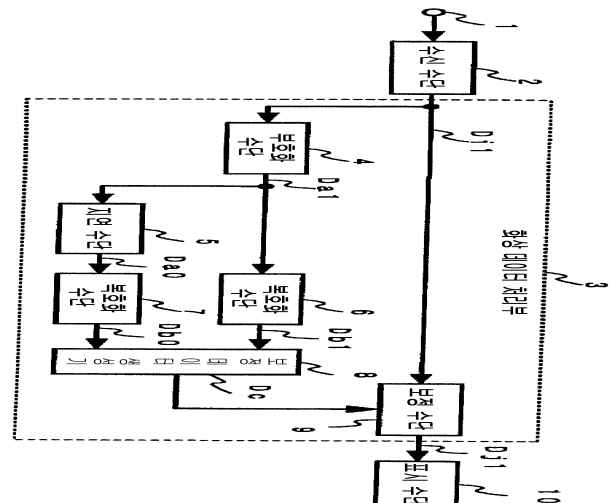 1
수신 수단
2
Di1
화상 데이터 처리부
3
부호화
수단
4
Da1
지연 수단
5
Da0
복호화
수단
6
복호화
수단
7
Db1
Db0
보정 데이터 생성기
8
Dc
보정 수단
9
Dj1
표시 수단
10